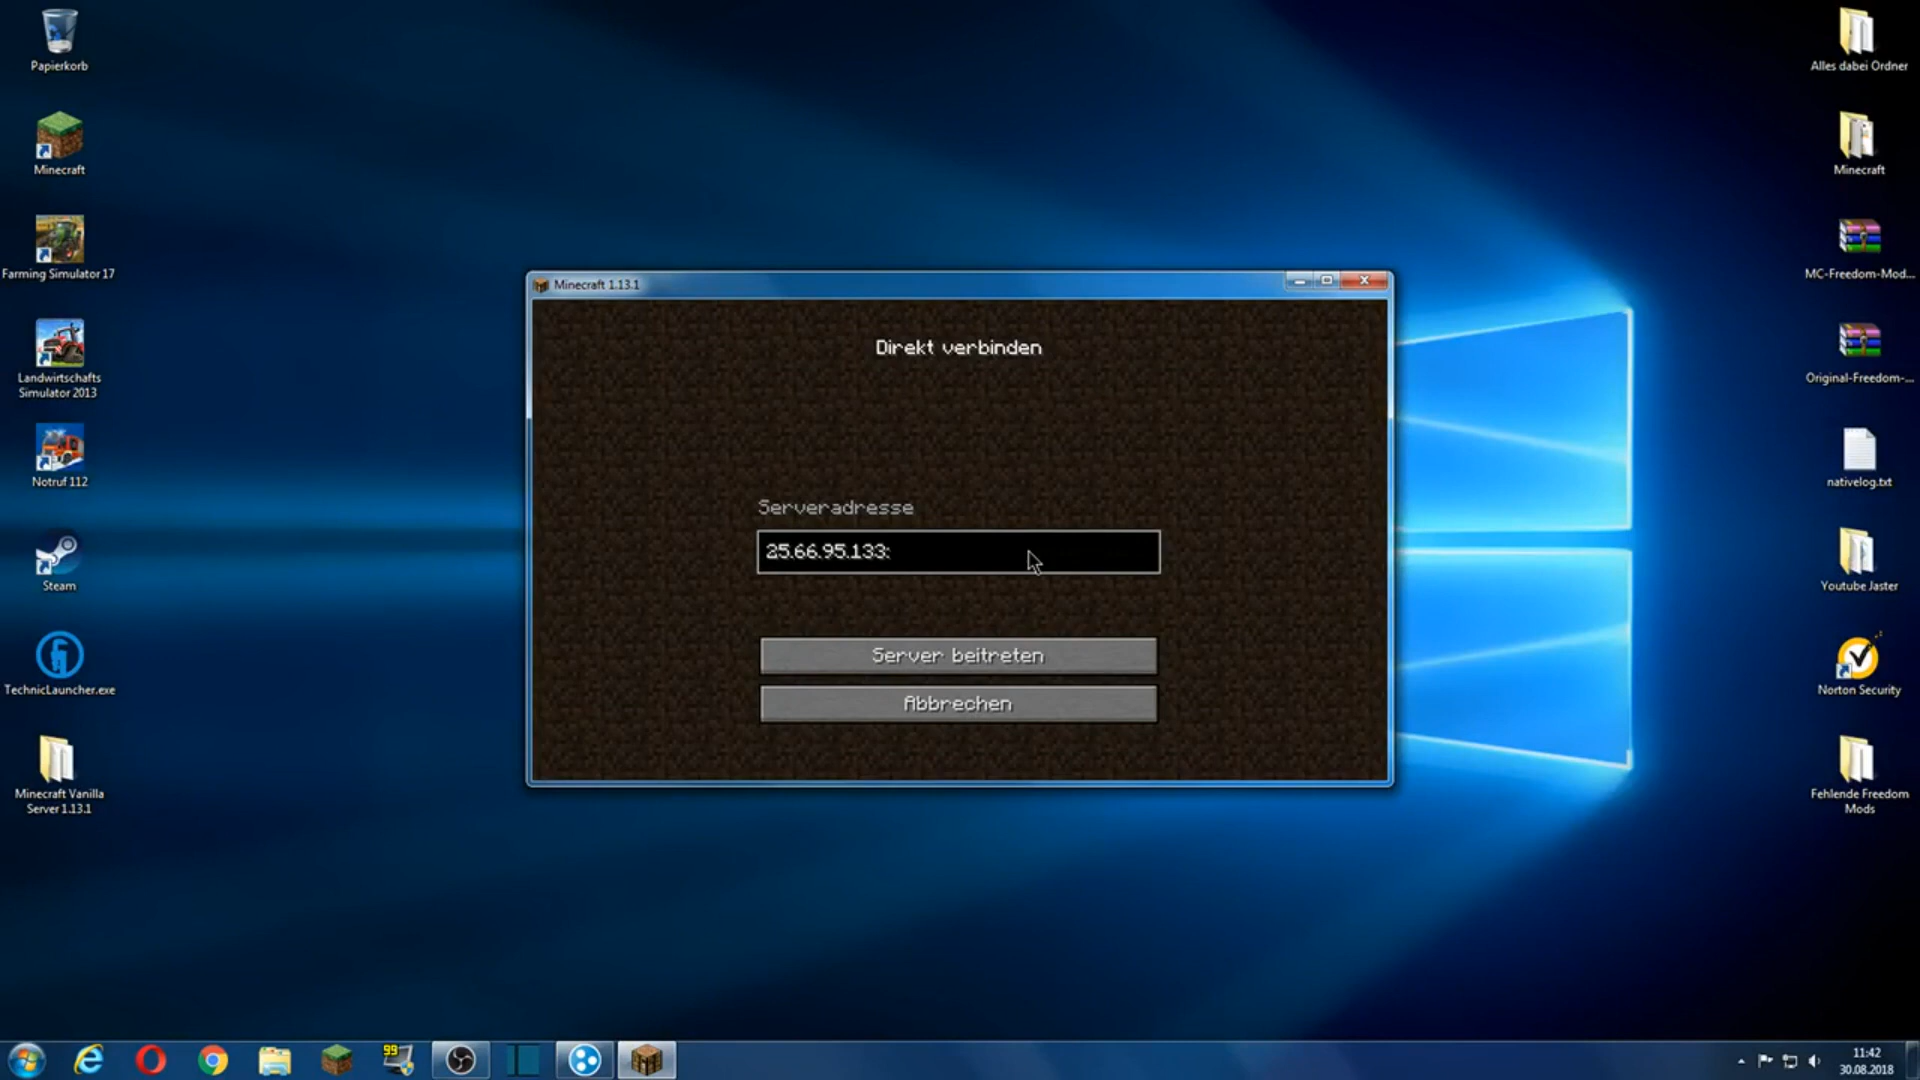 Papierkorb
Minecraft
Farming Simulator 17
Landwirtschafts
Simulator 2013
Notruf 112
Steam
TechnicLauncher.exe
Minecraft Vanilla
Server 1.13.1
Minecraft 1.13.1
Direkt verbinden
Serveradresse
25.66.95.133:
Server beitreten
Abbrechen
Alles dabei Ordner
Minecraft
MC-Freedom-Mod...
Original-Freedom-...
nativelog.txt
Youtube Jaster
Norton Security
Fehlende Freedom
Mods
99
11:42
30.08.2018